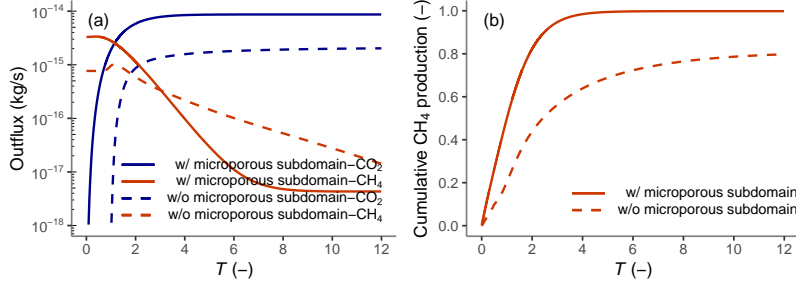 (a)
Outflux (kg/s)
10⁻¹⁴
10⁻¹⁵
10⁻¹⁶
10⁻¹⁷
10⁻¹⁸
w/ microporous subdomain−CO₂
w/ microporous subdomain−CH₄
w/o microporous subdomain−CO₂
w/o microporous subdomain−CH₄
0 2 4 6 8 10 12
T (−)
(b)
Cumulative CH₄ production (−)
1.0
0.8
0.6
0.4
0.2
0.0
w/ microporous subdomain
w/o microporous subdomain
0 2 4 6 8 10 12
T (−)